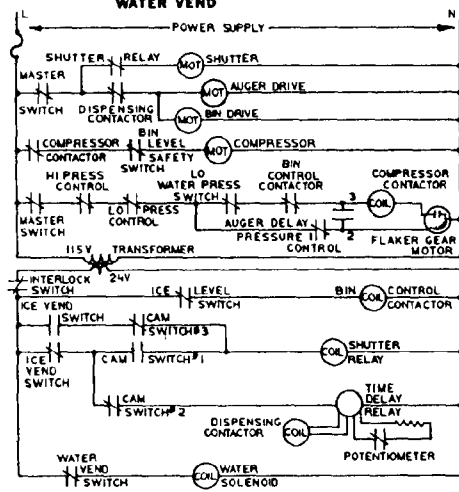 WATER VEND
L N
POWER SUPPLY
SHUTTER RELAY MOT SHUTTER
MASTER SWITCH DISPENSING CONTACTOR MOT AUGER DRIVE
MOT BIN DRIVE
COMPRESSOR CONTACTOR BIN LEVEL SAFETY SWITCH MOT COMPRESSOR
HI PRESS CONTROL LO WATER PRESS SWITCH BIN CONTROL CONTACTOR 3 COIL COMPRESSOR CONTACTOR
MASTER SWITCH LO PRESS CONTROL AUGER DELAY PRESSURE CONTROL 1 2 FLAKER GEAR MOTOR
115V TRANSFORMER
24V
INTERLOCK SWITCH ICE LEVEL SWITCH BIN COIL CONTROL CONTACTOR
ICE VEND SWITCH CAM SWITCH#3
ICE VEND SWITCH CAM SWITCH#1 COIL SHUTTER RELAY
CAM SWITCH#2 TIME DELAY RELAY
DISPENSING CONTACTOR COIL POTENTIOMETER
WATER VEND SWITCH COIL WATER SOLENOID